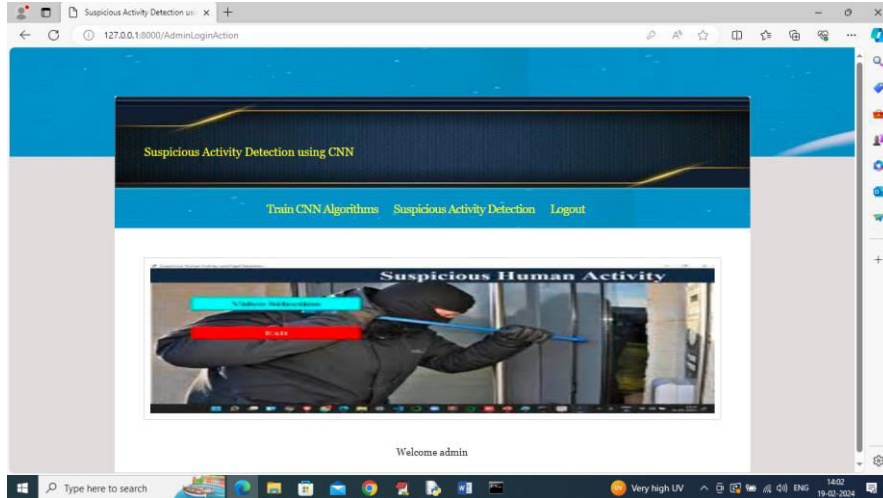 Suspicious Activity Detection usi
127.0.0.1:8000/AdminLoginAction
Suspicious Activity Detection using CNN
Train CNN Algorithms Suspicious Activity Detection Logout
Suspicious Human Activity
Video Selection
Exit
Welcome admin
Type here to search
Very high UV
ENG
14:02
19-02-2024